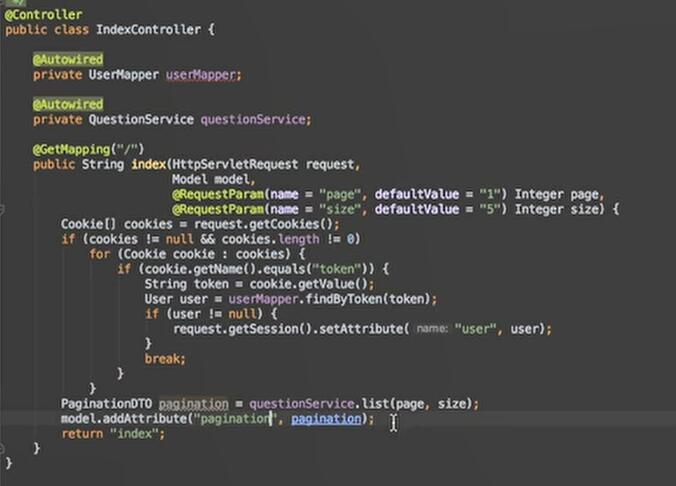 */
@Controller
public class IndexController {
@Autowired
private UserMapper userMapper;
@Autowired
private QuestionService questionService;
@GetMapping("/")
public String index(HttpServletRequest request,
Model model,
@RequestParam(name = "page", defaultValue = "1") Integer page,
@RequestParam(name = "size", defaultValue = "5") Integer size) {
Cookie[] cookies = request.getCookies();
if (cookies != null && cookies.length != 0)
for (Cookie cookie : cookies) {
if (cookie.getName().equals("token")) {
String token = cookie.getValue();
User user = userMapper.findByToken(token);
if (user != null) {
request.getSession().setAttribute( name: "user", user);
}
break;
}
}
PaginationDTO pagination = questionService.list(page, size);
model.addAttribute("pagination", pagination);
return "index";
}
}